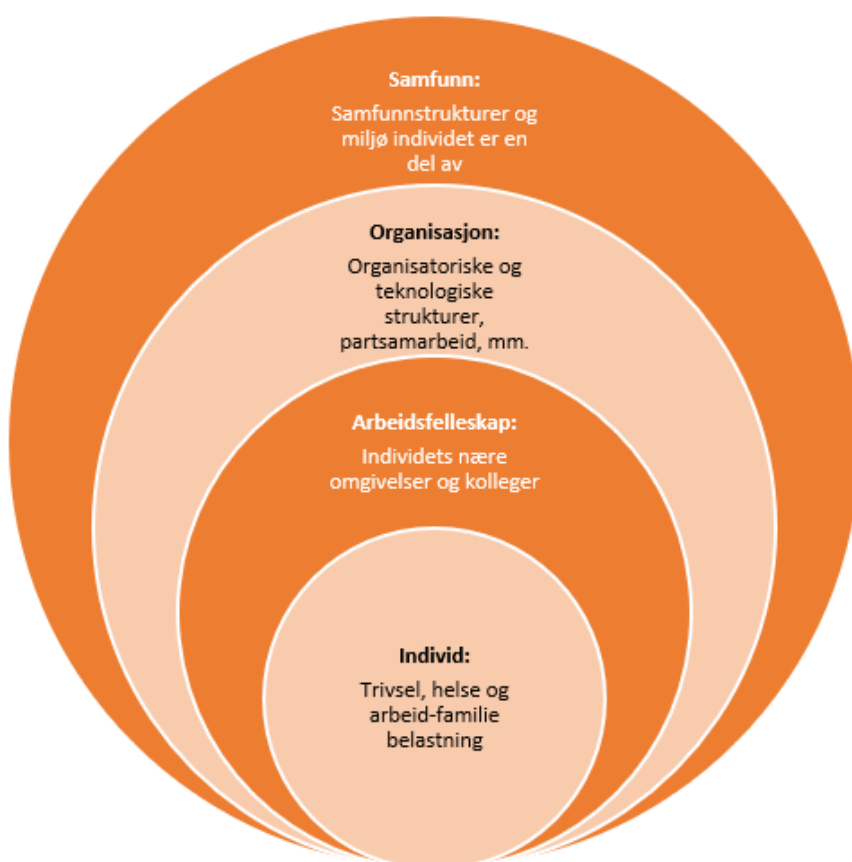 Samfunn:
Samfunnstrukturer og
miljø individet er en
del av
Organisasjon:
Organisatoriske og
teknologiske
strukturer,
partsamarbeid, mm.
Arbeidsfelleskap:
Individets nære
omgivelser og kolleger
Individ:
Trivsel, helse og
arbeid-familie
belastning